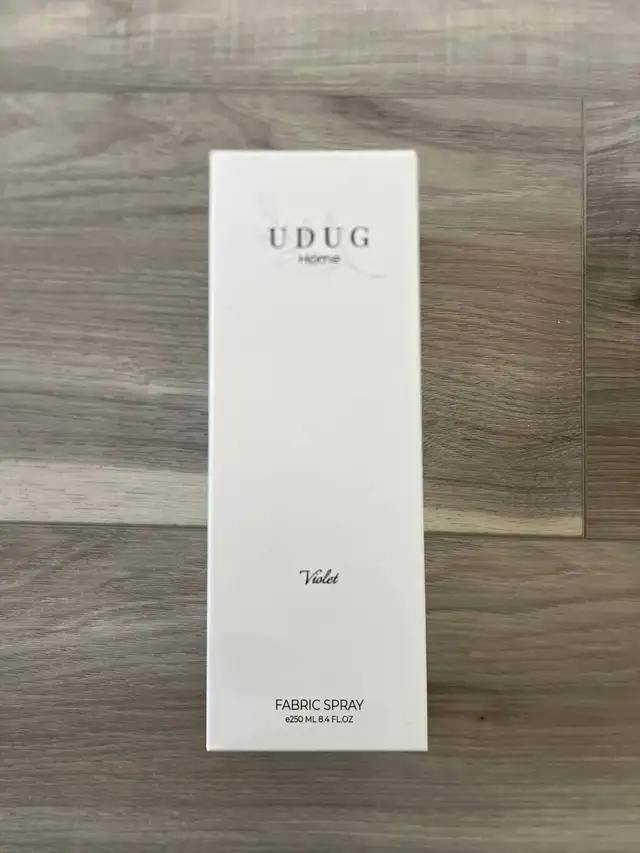 UDUG
Home
Violet
FABRIC SPRAY
e250 ML 8.4 FL.OZ